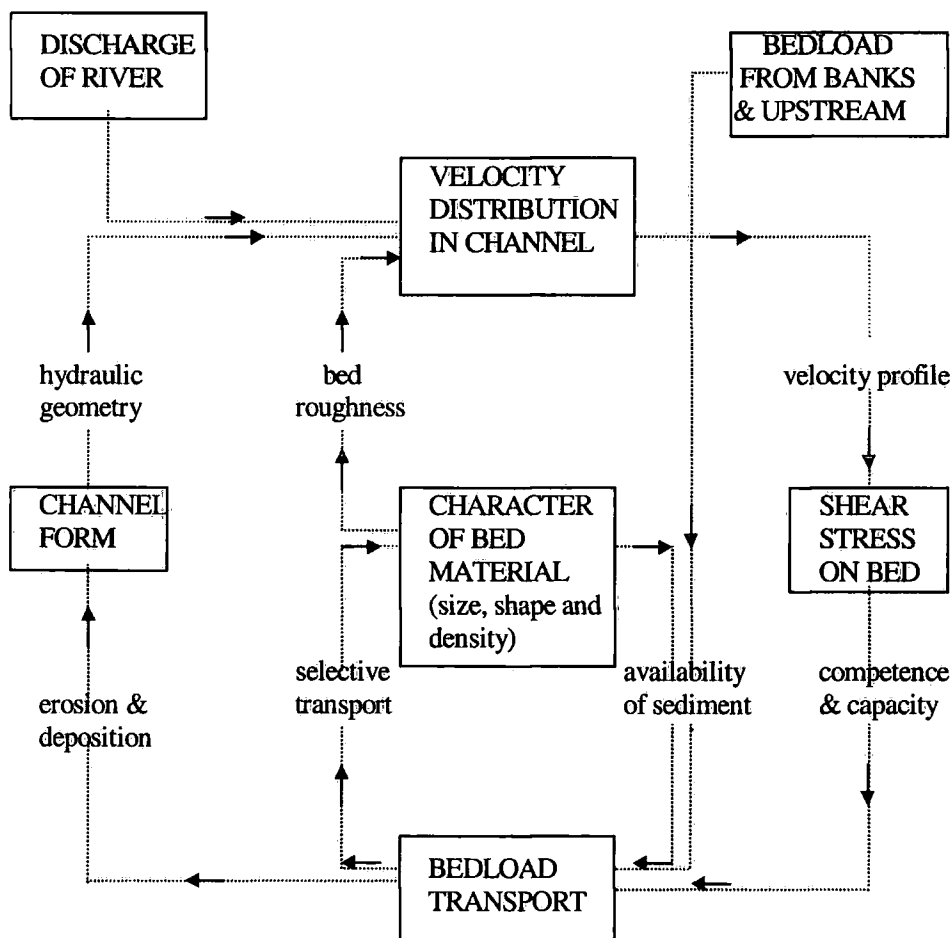 DISCHARGE
OF RIVER
BEDLOAD
FROM BANKS
& UPSTREAM
VELOCITY
DISTRIBUTION
IN CHANNEL
hydraulic
geometry
bed
roughness
velocity profile
CHANNEL
FORM
CHARACTER
OF BED
MATERIAL
(size, shape and
density)
SHEAR
STRESS
ON BED
erosion &
deposition
selective
transport
availability
of sediment
competence
& capacity
BEDLOAD
TRANSPORT